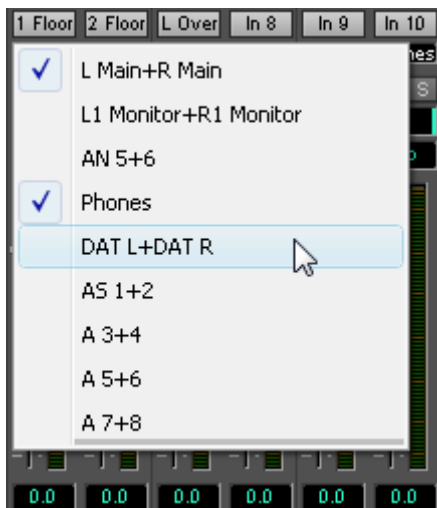 1 Floor 2 Floor L Over In 8 In 9 In 10
L Main+R Main
L1 Monitor+R1 Monitor
S
AN 5+6
Phones
DAT L+DAT R
AS 1+2
A 3+4
A 5+6
A 7+8
0.0 0.0 0.0 0.0 0.0 0.0